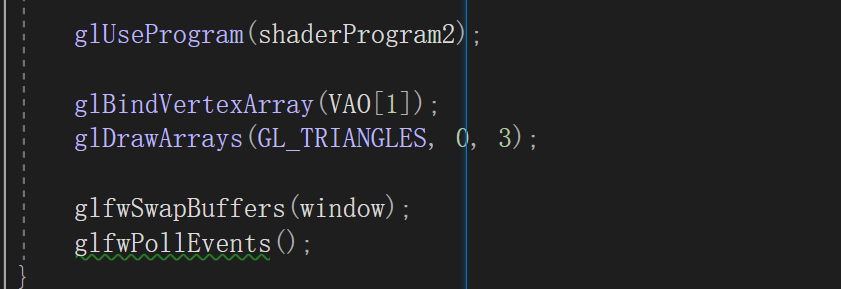 glUseProgram(shaderProgram2);
glBindVertexArray(VAO[1]);
glDrawArrays(GL_TRIANGLES, 0, 3);
glfwSwapBuffers(window);
glfwPollEvents();
}